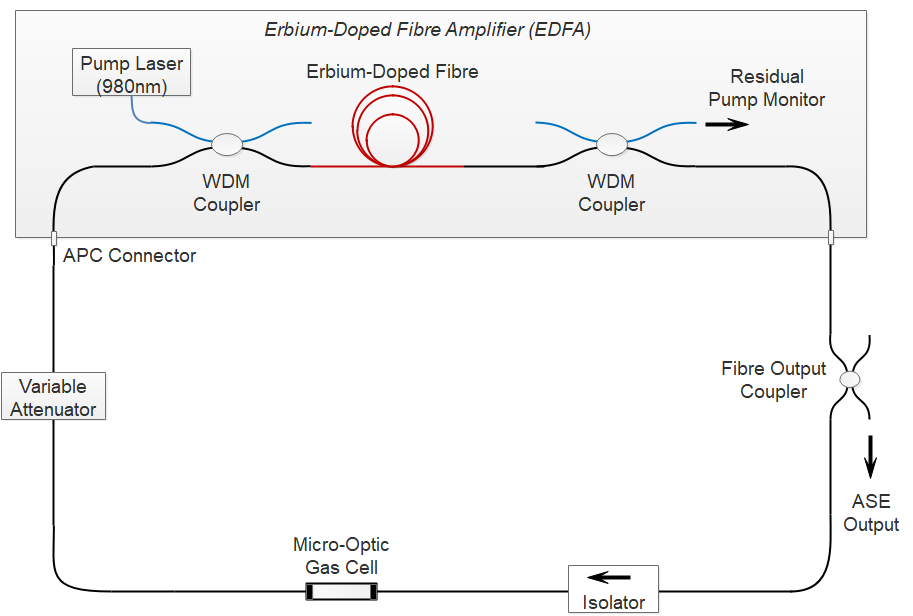 Erbium-Doped Fibre Amplifier (EDFA)
Pump Laser
(980nm)
Erbium-Doped Fibre
Residual
Pump Monitor
WDM
Coupler
WDM
Coupler
APC Connector
Variable
Attenuator
Fibre Output
Coupler
ASE
Output
Micro-Optic
Gas Cell
Isolator